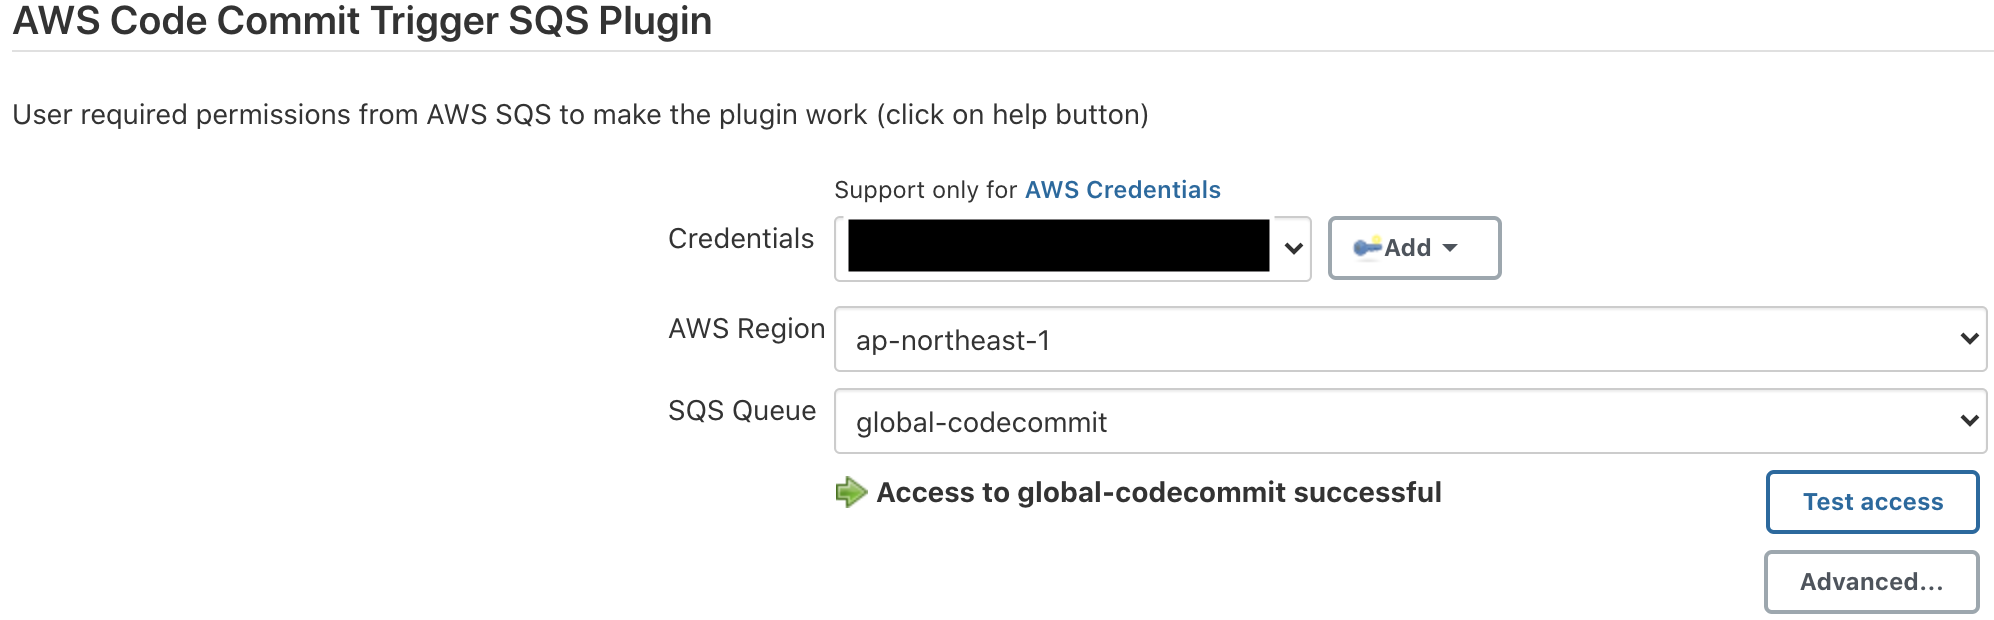 AWS Code Commit Trigger SQS Plugin
User required permissions from AWS SQS to make the plugin work (click on help button)
Support only for AWS Credentials
Credentials
Add
AWS Region
ap-northeast-1
SQS Queue
global-codecommit
Access to global-codecommit successful
Test access
Advanced...